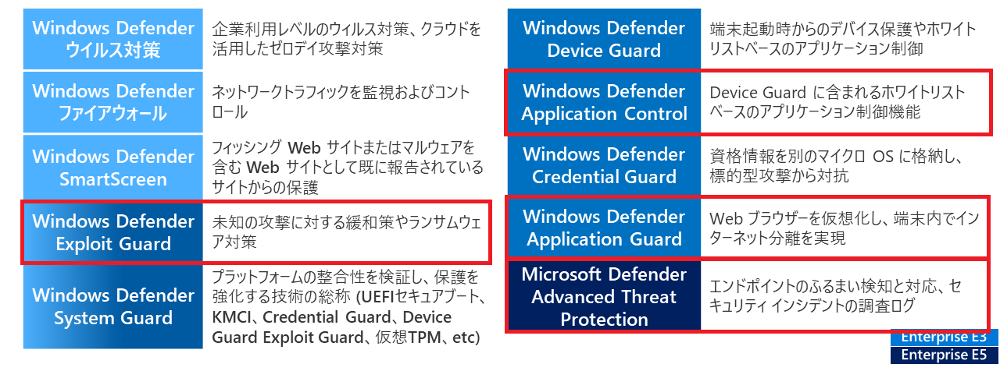 Windows Defender
ウイルス対策
企業利用レベルのウィルス対策、クラウドを
活用したゼロデイ攻撃対策
Windows Defender
ファイアウォール
ネットワークトラフィックを監視およびコント
ロール
Windows Defender
SmartScreen
フィッシング Web サイトまたはマルウェアを
含む Web サイトとして既に報告されている
サイトからの保護
Windows Defender
Exploit Guard
未知の攻撃に対する緩和策やランサムウェ
ア対策
Windows Defender
System Guard
プラットフォームの整合性を検証し、保護を
強化する技術の総称 (UEFIセキュアブート、
KMCI、Credential Guard、Device
Guard Exploit Guard、仮想TPM、etc)
Windows Defender
Device Guard
端末起動時からのデバイス保護やホワイト
リストベースのアプリケーション制御
Windows Defender
Application Control
Device Guard に含まれるホワイトリスト
ベースのアプリケーション制御機能
Windows Defender
Credential Guard
資格情報を別のマイクロ OS に格納し、
標的型攻撃から対抗
Windows Defender
Application Guard
Web ブラウザーを仮想化し、端末内でイン
ターネット分離を実現
Microsoft Defender
Advanced Threat
Protection
エンドポイントのふるまい検知と対応、セ
キュリティ インシデントの調査ログ
Enterprise E3
Enterprise E5